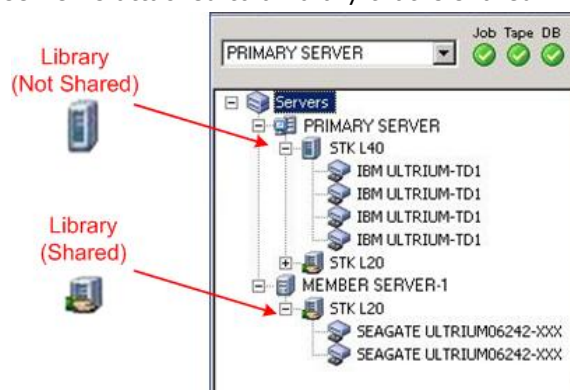 Library
(Not Shared)
Library
(Shared)
PRIMARY SERVER
Job Tape DB
Servers
PRIMARY SERVER
STK L40
IBM ULTRIUM-TD1
IBM ULTRIUM-TD1
IBM ULTRIUM-TD1
IBM ULTRIUM-TD1
STK L20
MEMBER SERVER-1
STK L20
SEAGATE ULTRIUM06242-XXX
SEAGATE ULTRIUM06242-XXX